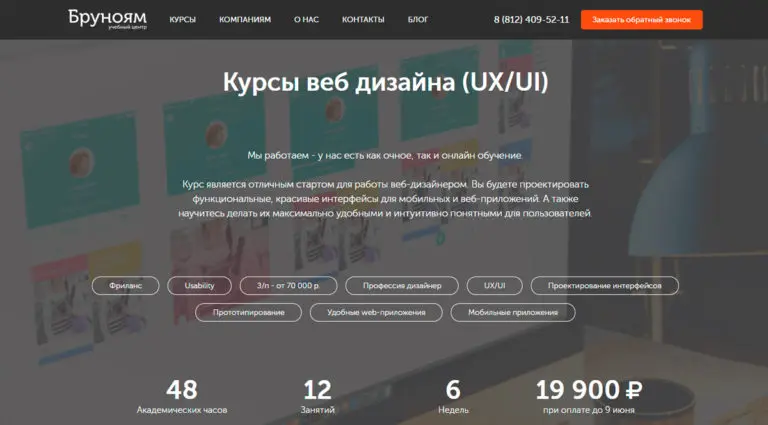 Бруноям
учебный центр
КУРСЫ
КОМПАНИЯМ
О НАС
КОНТАКТЫ
БЛОГ
8 (812) 409-52-11
Заказать обратный звонок
Курсы веб дизайна (UX/UI)
Мы работаем - у нас есть как очное, так и онлайн обучение.
Курс является отличным стартом для работы веб-дизайнером. Вы будете проектировать
функциональные, красивые интерфейсы для мобильных и веб-приложений. А также
научитесь делать их максимально удобными и интуитивно понятными для пользователей.
Фриланс
Usability
З/п - от 70 000 р.
Профессия дизайнер
UX/UI
Проектирование интерфейсов
Прототипирование
Удобные web-приложения
Мобильные приложения
48
Академических часов
12
Занятий
6
Недель
19 900 ₽
при оплате до 9 июня